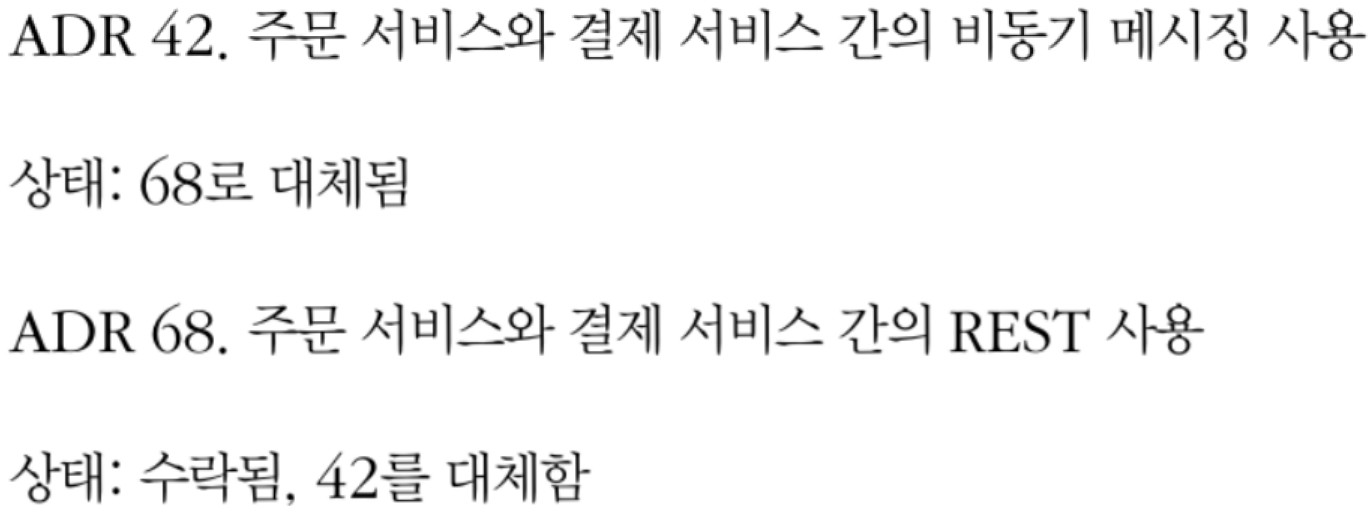 ADR 42. 주문 서비스와 결제 서비스 간의 비동기 메시징 사용
상태: 68로 대체됨
ADR 68. 주문 서비스와 결제 서비스 간의 REST 사용
상태: 수락됨, 42를 대체함